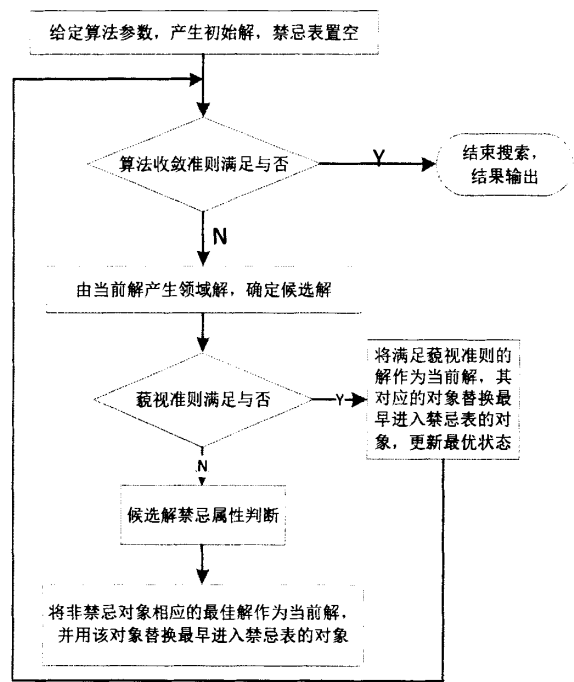 给定算法参数，产生初始解，禁忌表置空
算法收敛准则满足与否
Y
结束搜索，
结果输出
N
由当前解产生领域解，确定候选解
藐视准则满足与否
Y
将满足藐视准则的
解作为当前解，其
对应的对象替换最
早进入禁忌表的对
象，更新最优状态
N
候选解禁忌属性判断
将非禁忌对象相应的最佳解作为当前解，
并用该对象替换最早进入禁忌表的对象